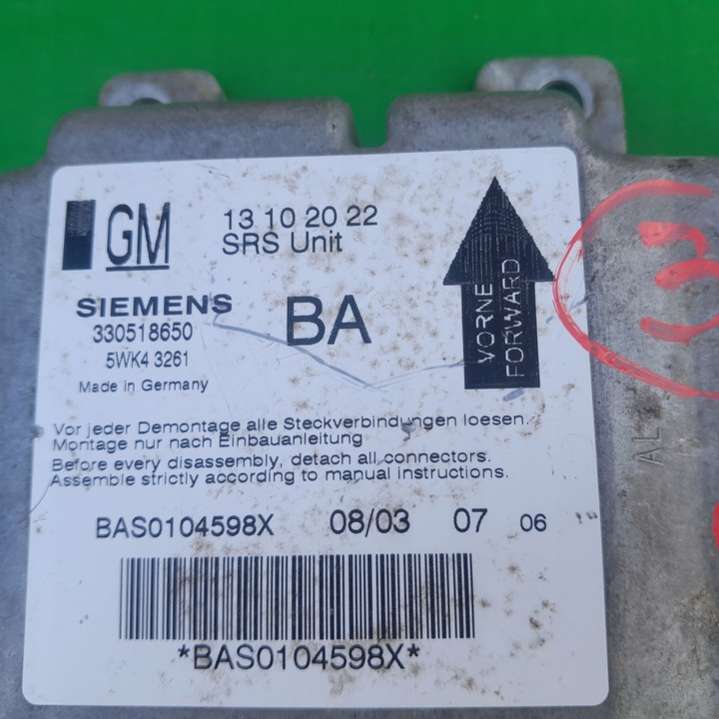 GM
13 10 20 22
SRS Unit
SIEMENS
330518650
5WK4 3261
Made in Germany
BA
VORNE
FORWARD
Vor jeder Demontage alle Steckverbindungen loesen.
Montage nur nach Einbauanleitung
Before every disassembly, detach all connectors.
Assemble strictly according to manual instructions.
BAS0104598X 08/03 07 06
*BAS0104598X*
AL